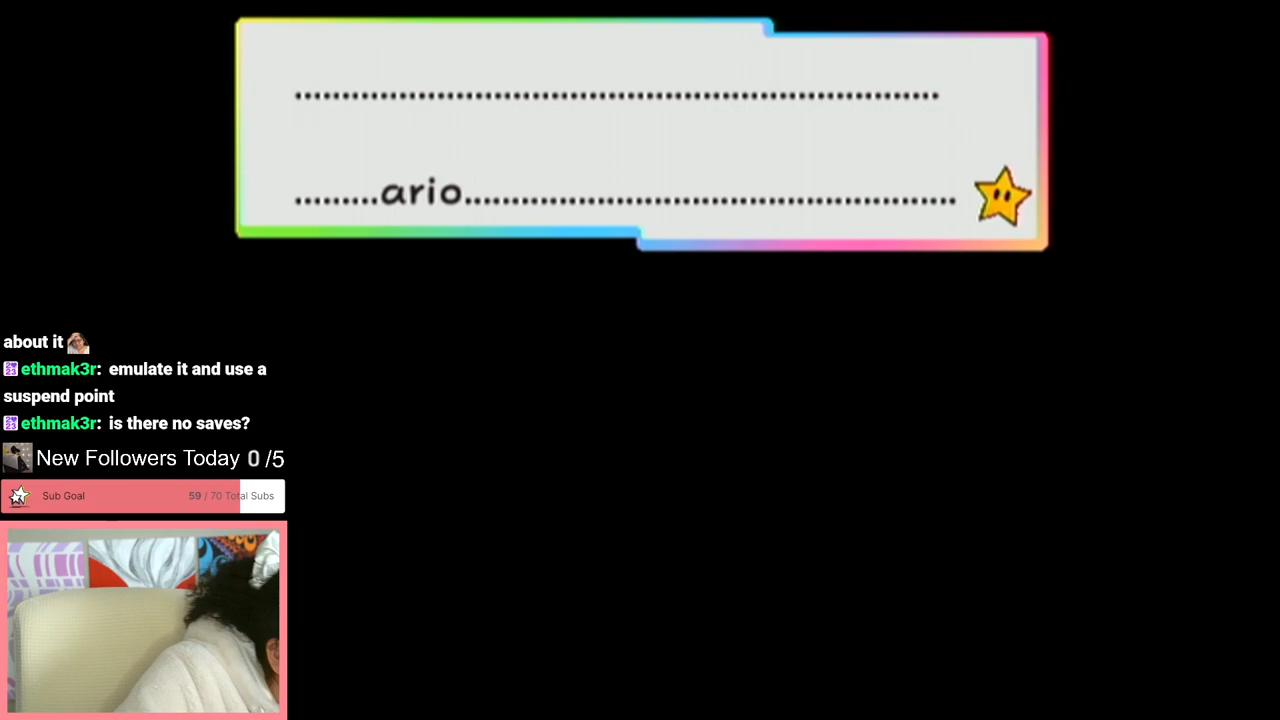 .....................................................................
.........ario.....................................................
about it
ethmak3r: emulate it and use a
suspend point
ethmak3r: is there no saves?
New Followers Today 0 /5
Sub Goal 59 / 70 Total Subs